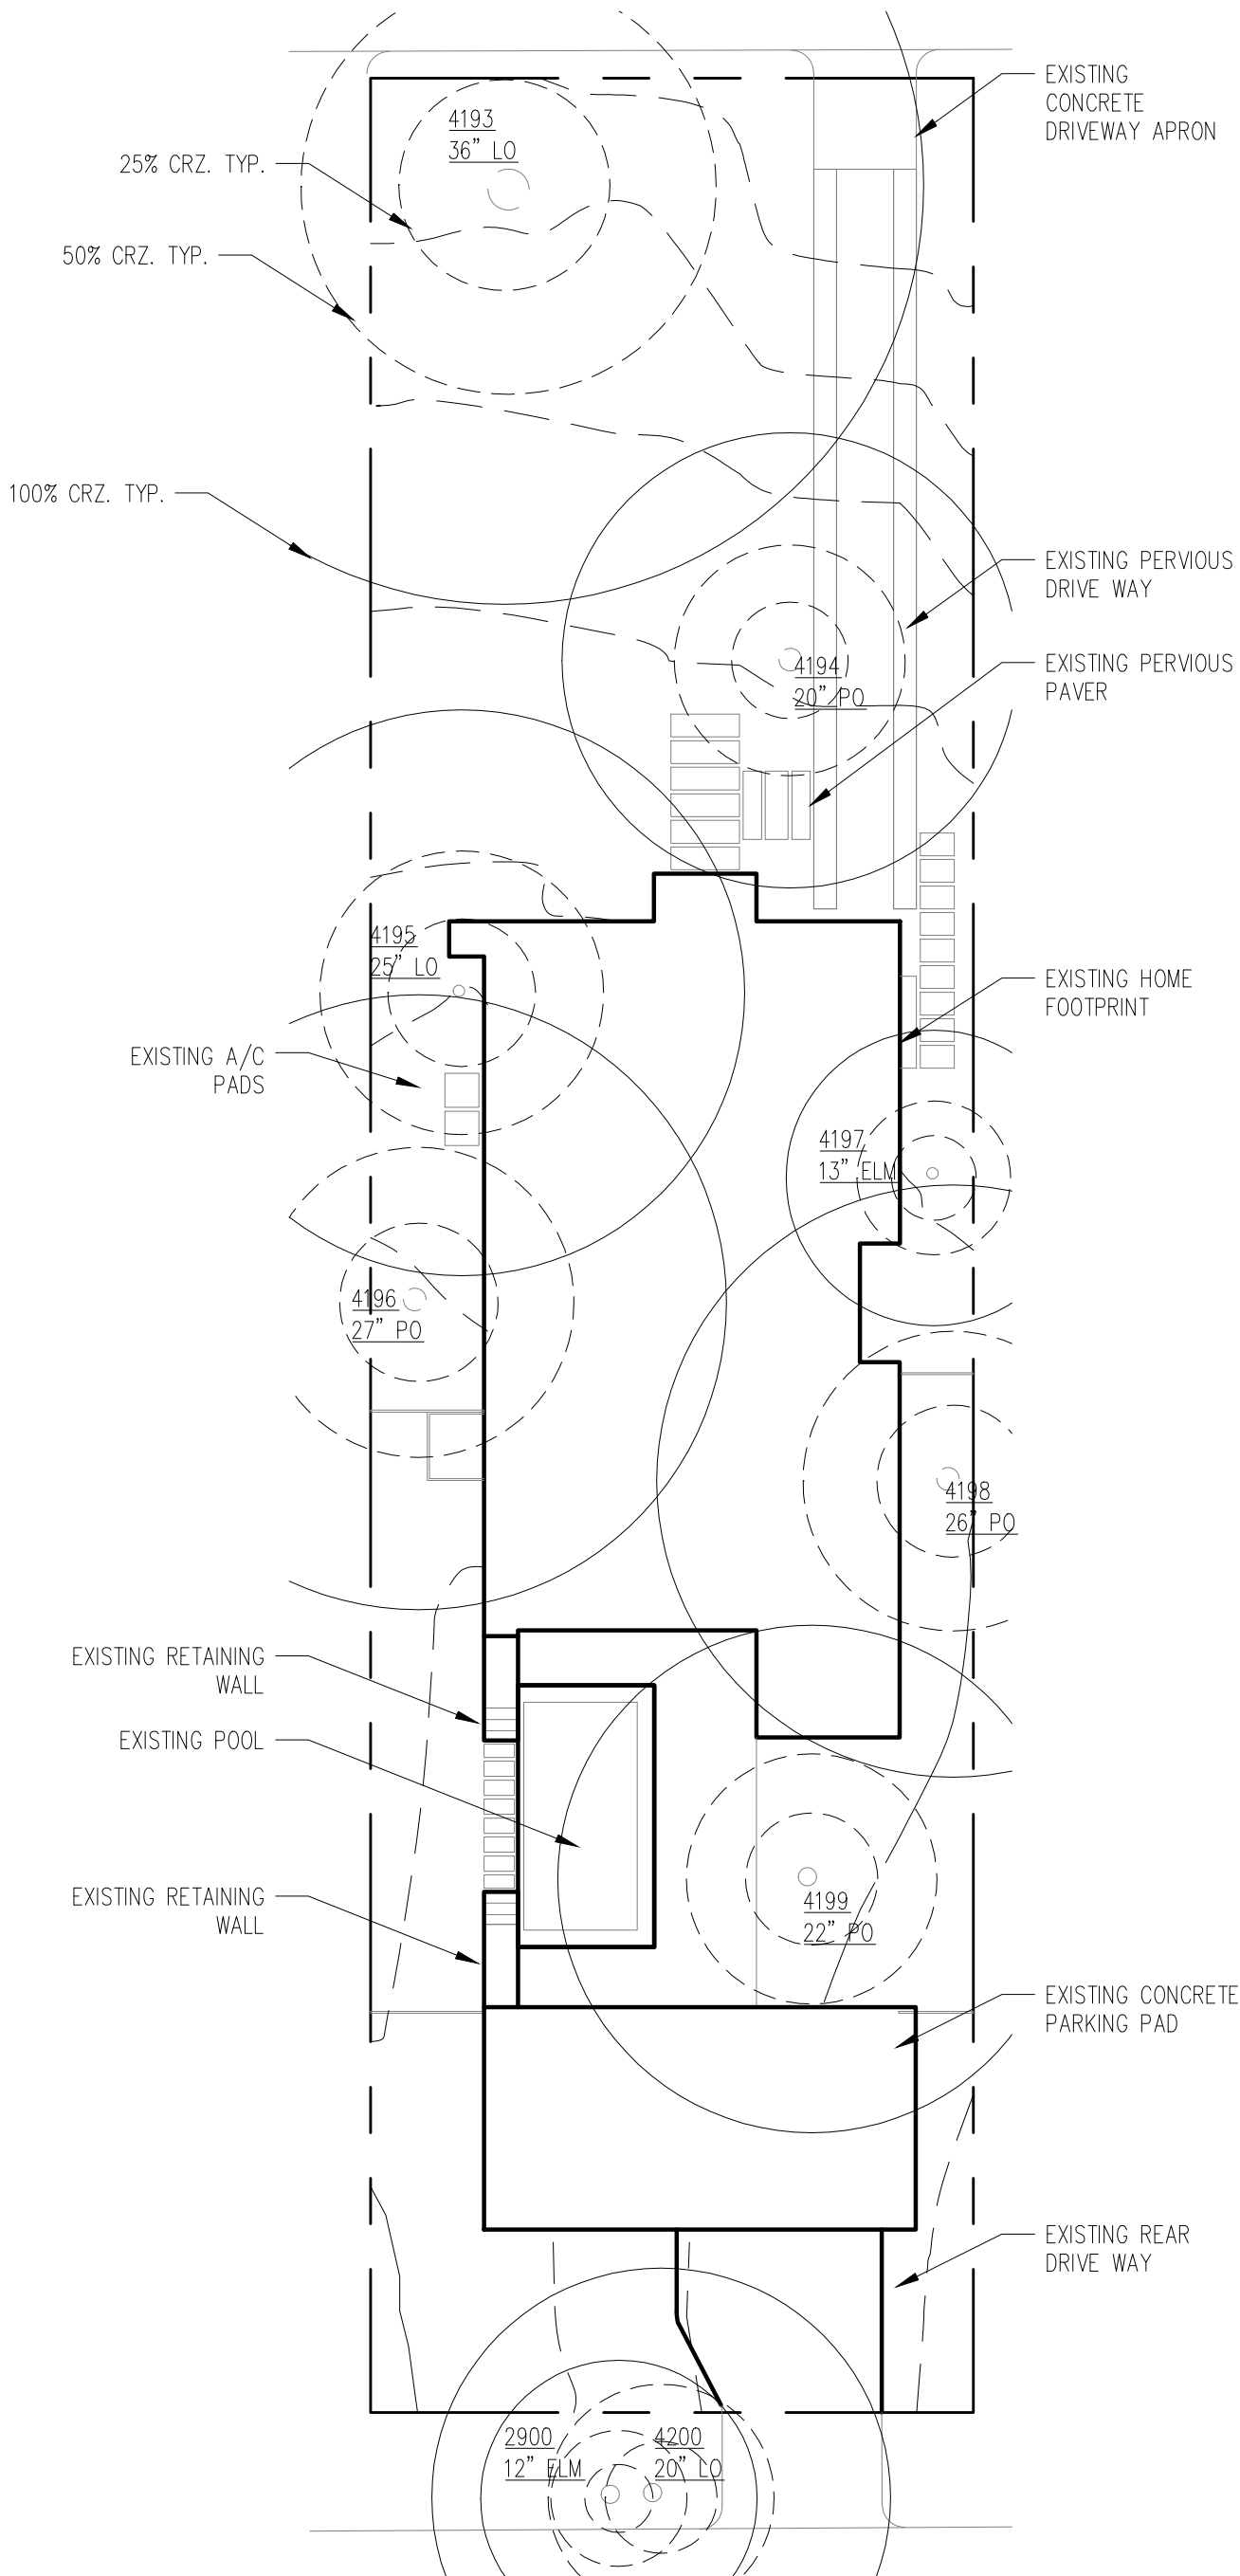 EXISTING
CONCRETE
DRIVEWAY APRON
4193
36" LO
25% CRZ. TYP.
50% CRZ. TYP.
100% CRZ. TYP.
EXISTING PERVIOUS
DRIVE WAY
EXISTING PERVIOUS
PAVER
4194
20" PO
4195
25" LO
EXISTING HOME
FOOTPRINT
EXISTING A/C
PADS
4197
13" ELM
4196
27" PO
4198
26" PO
EXISTING RETAINING
WALL
EXISTING POOL
EXISTING RETAINING
WALL
4199
22" PO
EXISTING CONCRETE
PARKING PAD
EXISTING REAR
DRIVE WAY
2900
12" ELM
4200
20" LO